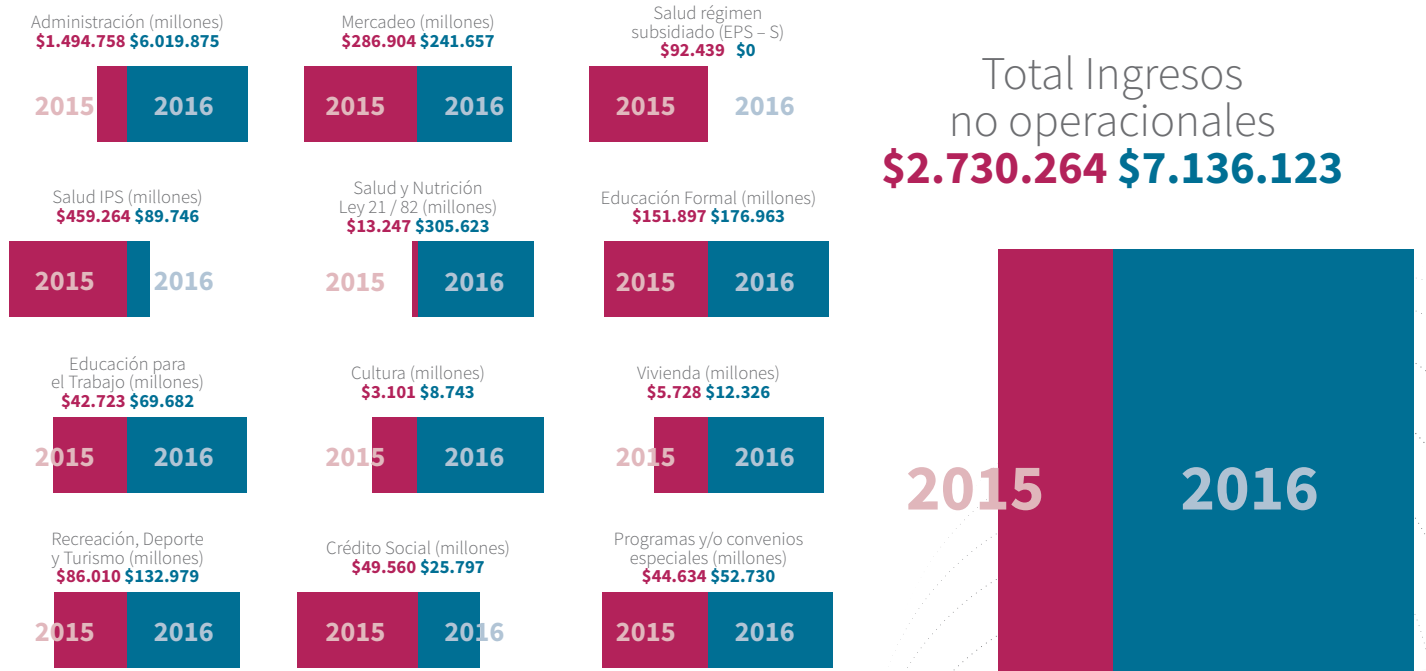 Administración (millones)
$1.494.758 $6.019.875
2015 2016
Mercadeo (millones)
$286.904 $241.657
2015 2016
Salud régimen
subsidiado (EPS – S)
$92.439 $0
2015 2016
Salud IPS (millones)
$459.264 $89.746
2015 2016
Salud y Nutrición
Ley 21 / 82 (millones)
$13.247 $305.623
2015 2016
Educación Formal (millones)
$151.897 $176.963
2015 2016
Educación para
el Trabajo (millones)
$42.723 $69.682
2015 2016
Cultura (millones)
$3.101 $8.743
2015 2016
Vivienda (millones)
$5.728 $12.326
2015 2016
Recreación, Deporte
y Turismo (millones)
$86.010 $132.979
2015 2016
Crédito Social (millones)
$49.560 $25.797
2015 2016
Programas y/o convenios
especiales (millones)
$44.634 $52.730
2015 2016
Total Ingresos
no operacionales
$2.730.264 $7.136.123
2015 2016